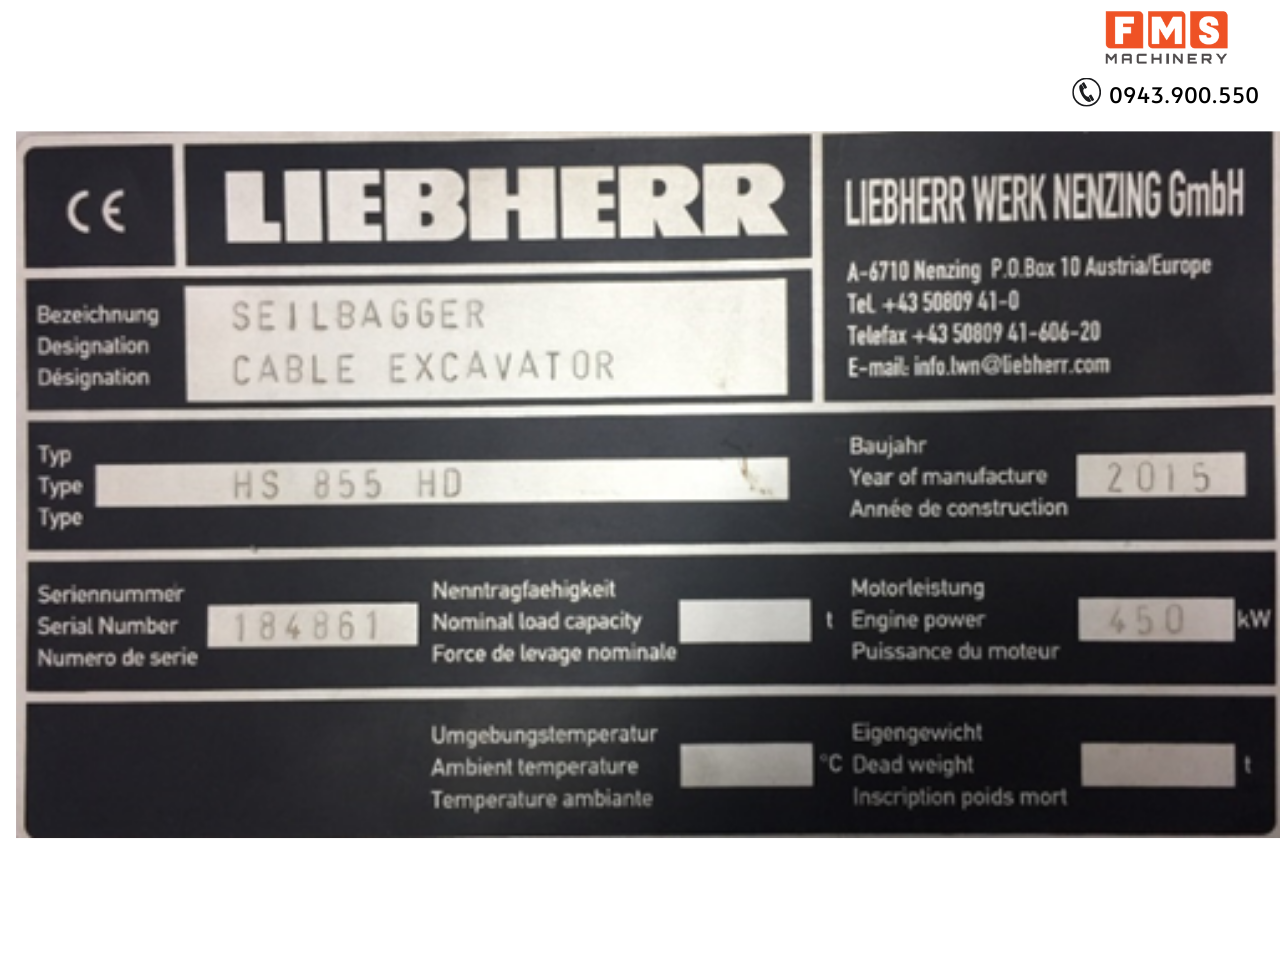 FMS
MACHINERY
0943.900.550
CE
LIEBHERR
LIEBHERR WERK NENZING GmbH
A-6710 Nenzing P.O.Box 10 Austria/Europe
Tel. +43 50809 41-0
Telefax +43 50809 41-606-20
E-mail: info.lwn@liebherr.com
Bezeichnung
Designation
Désignation
SEILBAGGER
CABLE EXCAVATOR
Typ
Type
Type
HS 855 HD
Baujahr
Year of manufacture
Année de construction
2015
Seriennummer
Serial Number
Numero de serie
184861
Nenntragfaehigkeit
Nominal load capacity
Force de levage nominale
t
Motorleistung
Engine power
Puissance du moteur
450
kW
Umgebungstemperatur
Ambient temperature
Temperature ambiante
°C
Eigengewicht
Dead weight
Inscription poids mort
t